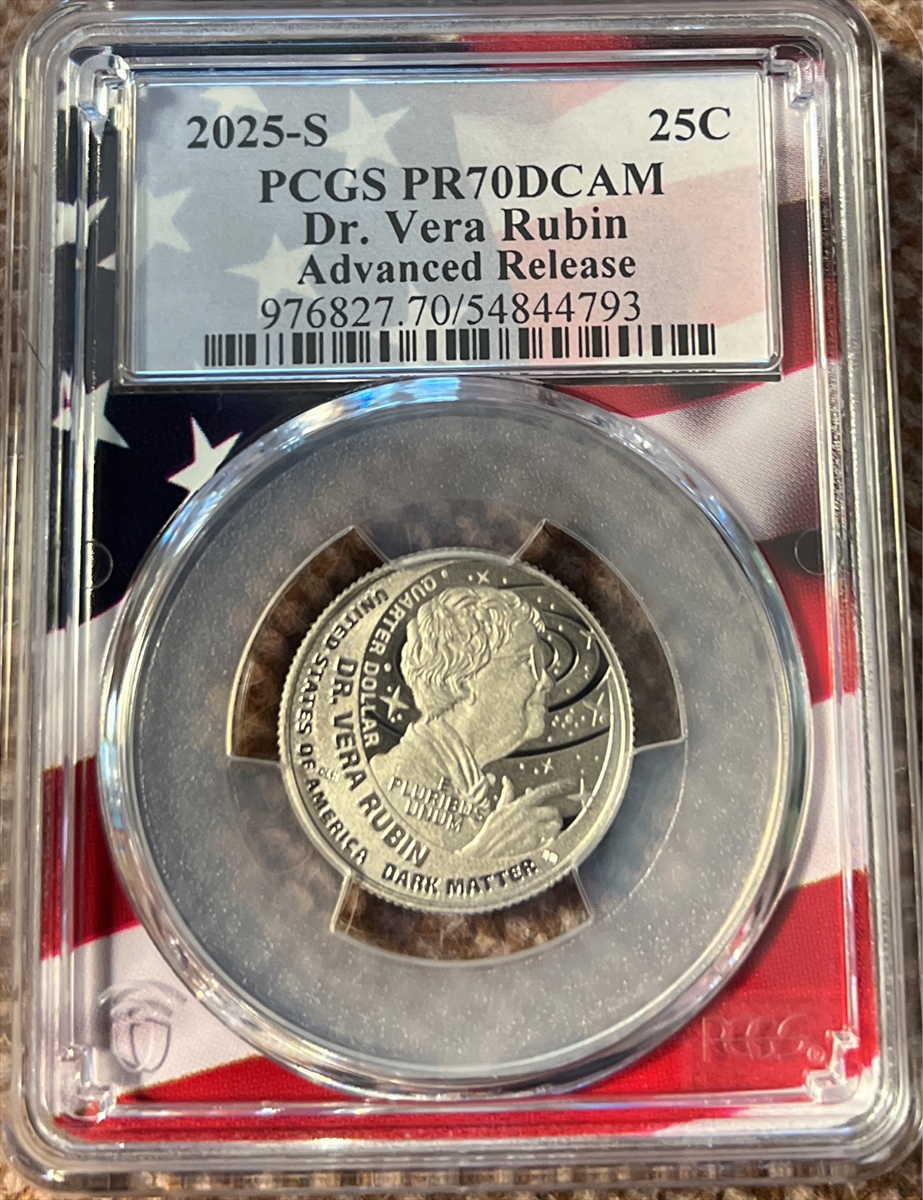 2025-S 25C
PCGS PR70DCAM
Dr. Vera Rubin
Advanced Release
976827.70/54844793
QUARTER DOLLAR
UNITED STATES OF AMERICA
DR. VERA RUBIN
E
PLURIBUS
UNUM
DARK MATTER
PCGS